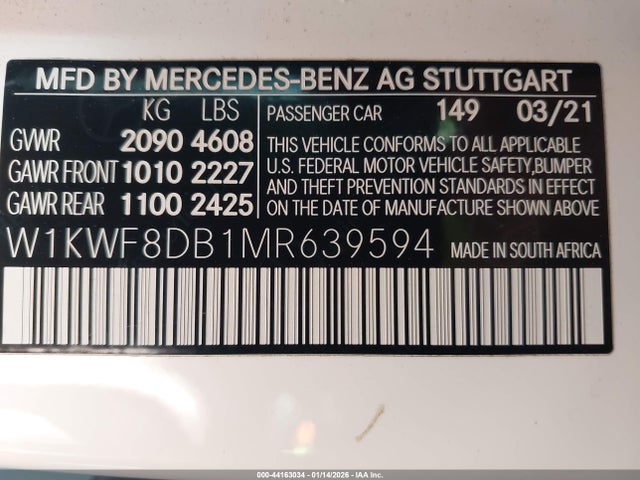 MFD BY MERCEDES-BENZ AG STUTTGART
KG LBS
GWWR 2090 4608
GAWR FRONT 1010 2227
GAWR REAR 1100 2425
PASSENGER CAR 149 03/21
THIS VEHICLE CONFORMS TO ALL APPLICABLE
U.S. FEDERAL MOTOR VEHICLE SAFETY,BUMPER
AND THEFT PREVENTION STANDARDS IN EFFECT
ON THE DATE OF MANUFACTURE SHOWN ABOVE
W1KWF8DB1MR639594 MADE IN SOUTH AFRICA
000-44163034 - 01/14/2026 - IAA Inc.